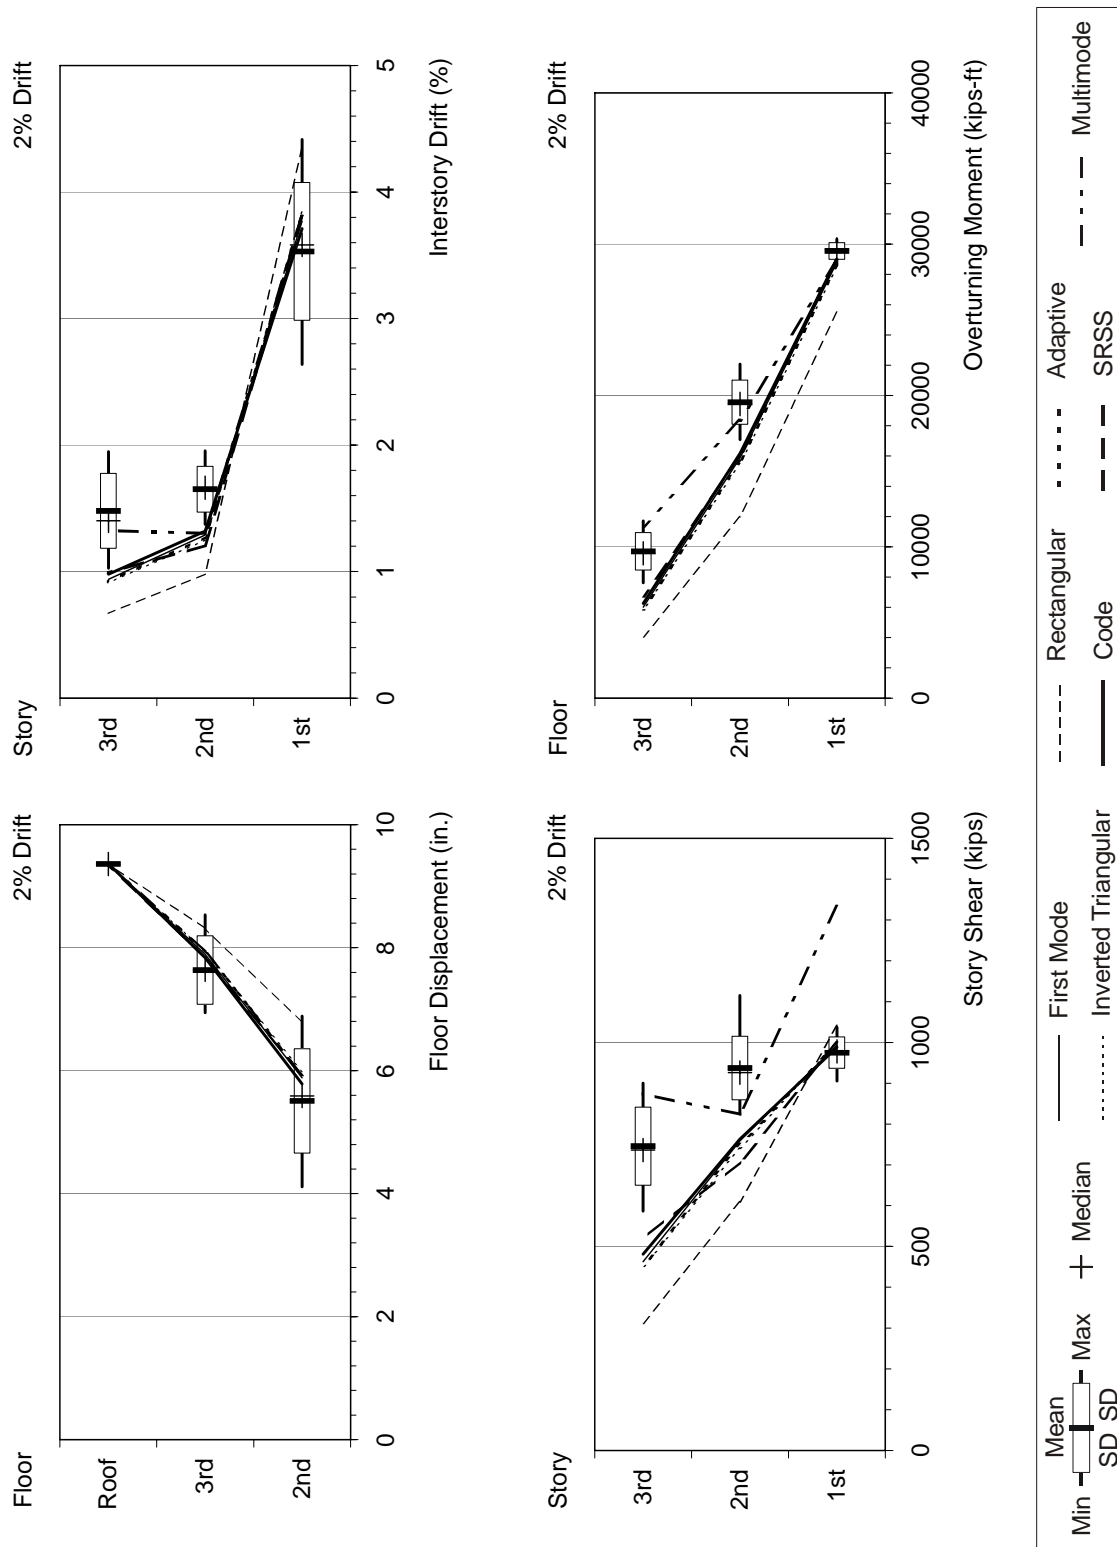 Floor 2% Drift
Roof
3rd
2nd
0 2 4 6 8 10
Floor Displacement (in.)
Story 2% Drift
3rd
2nd
1st
0 1 2 3 4 5
Interstory Drift (%)
Story 2% Drift
3rd
2nd
1st
0 500 1000 1500
Story Shear (kips)
Floor 2% Drift
3rd
2nd
1st
0 10000 20000 30000 40000
Overturning Moment (kips-ft)
Mean
Min Max Median
SD SD
First Mode Rectangular Adaptive Multimode
Inverted Triangular Code SRSS